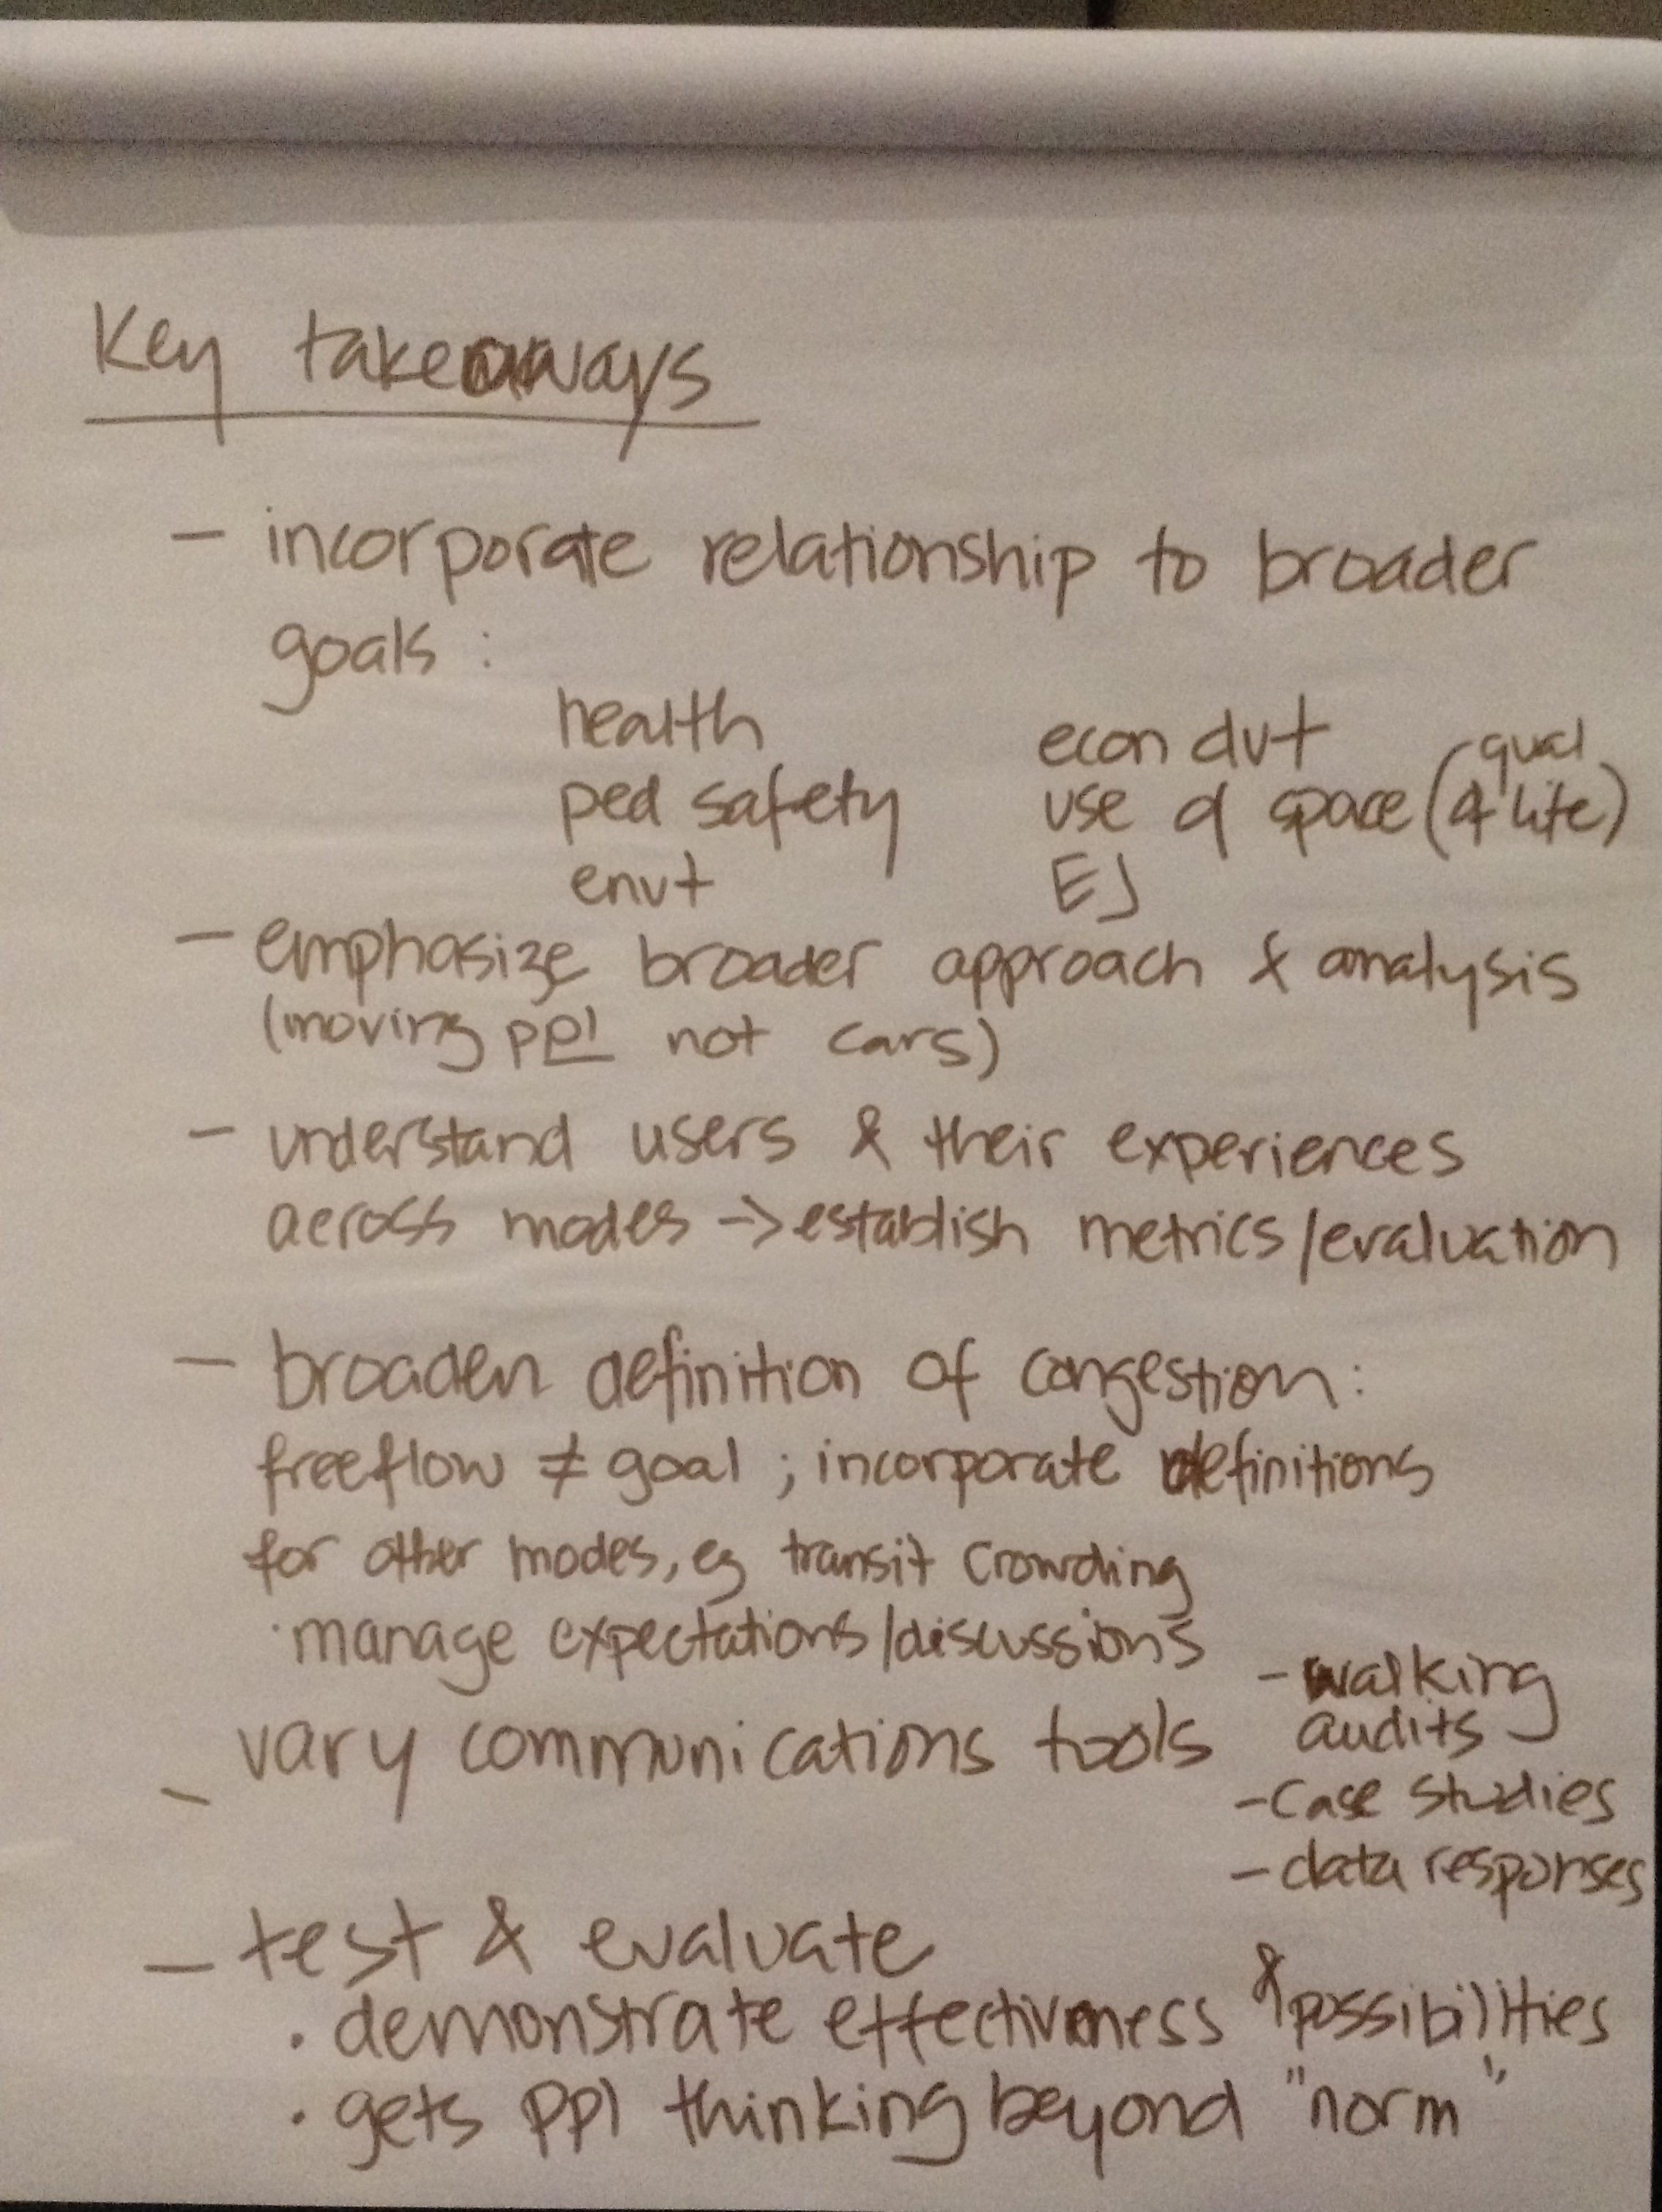 Key takeaways
- incorporate relationship to broader
goals :
health
ped safety
envt
econ dvt
use of space (qual of life)
EJ
- emphasize broader approach & analysis
(moving ppl not cars)
- understand users & their experiences
across modes -> establish metrics/evaluation
- broaden definition of congestion:
freeflow ≠ goal ; incorporate definitions
for other modes, eg transit crowding
· manage expectations/discussions
- vary communications tools
- walking
audits
- case studies
- data responses
- test & evaluate
· demonstrate effectiveness & possibilities
· gets ppl thinking beyond "norm"